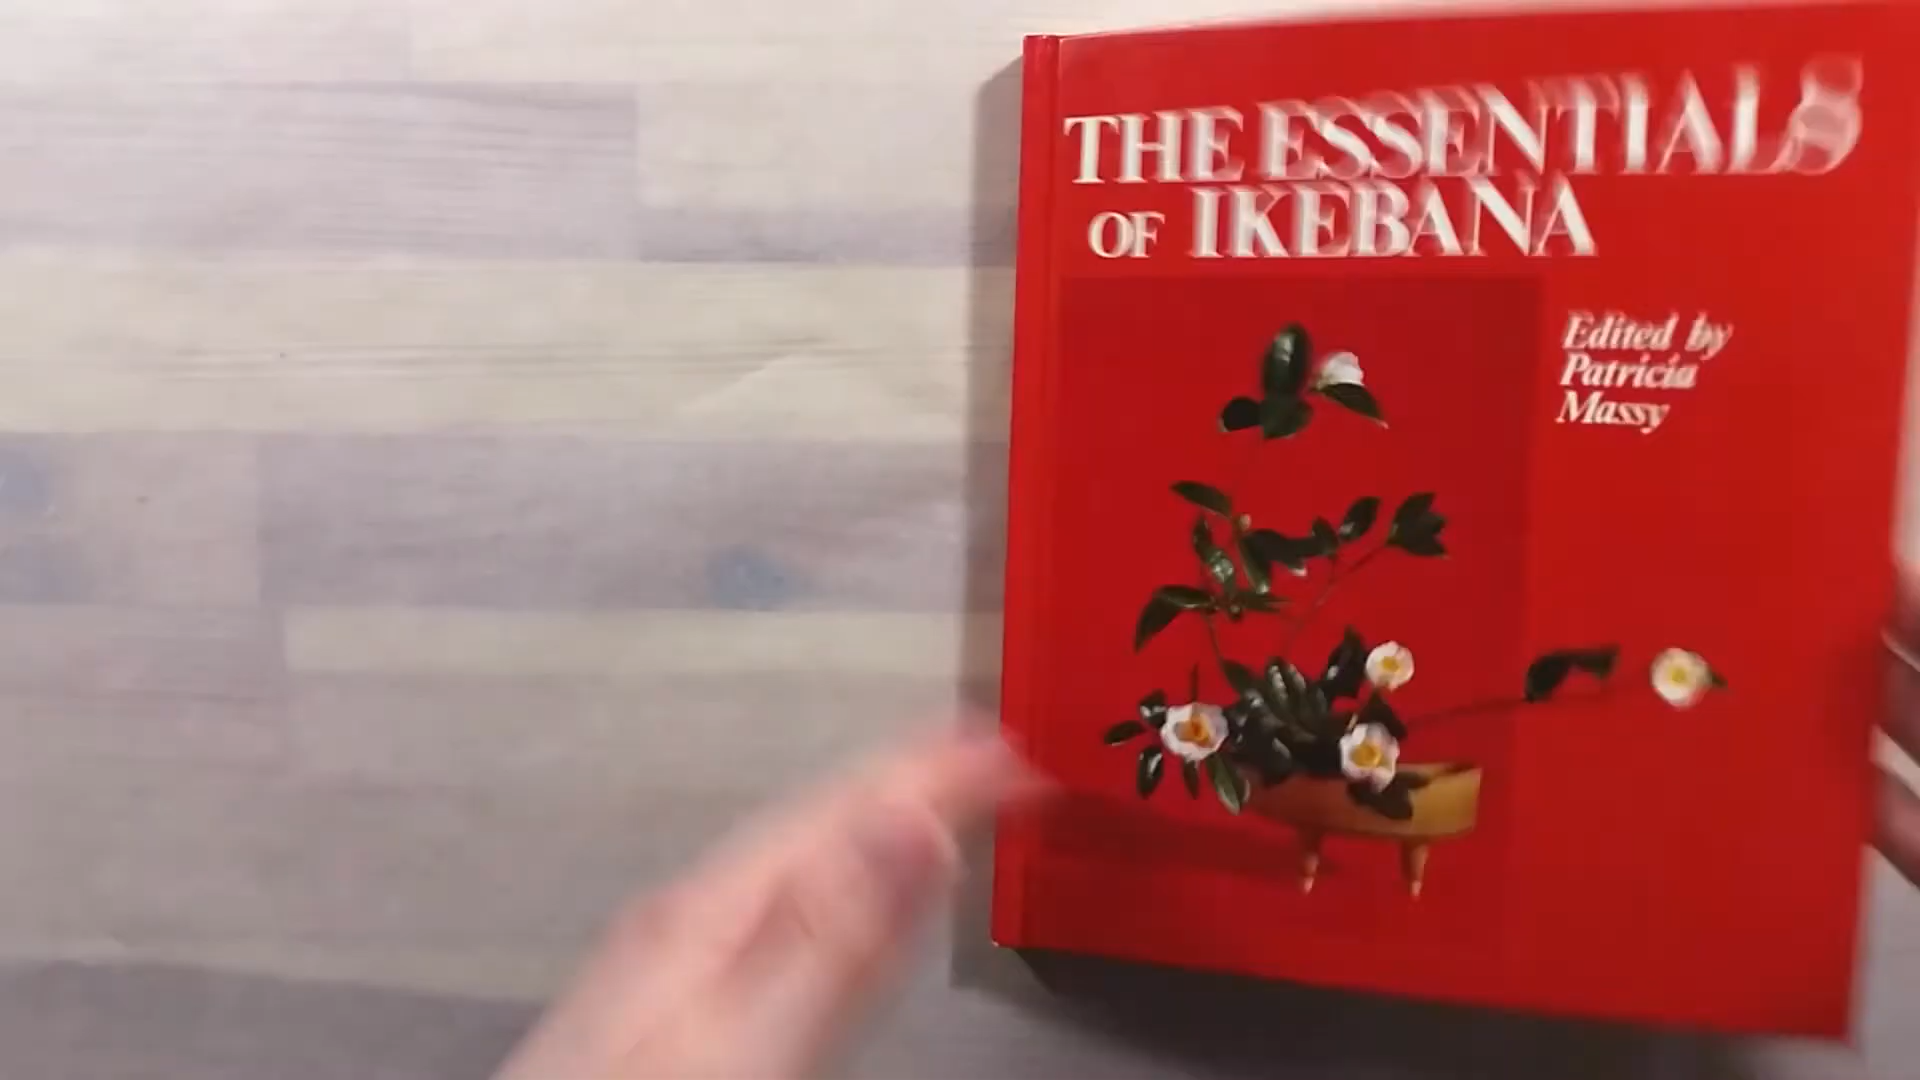 THE ESSENTIALS
OF IKEBANA
Edited by
Patricia
Massy